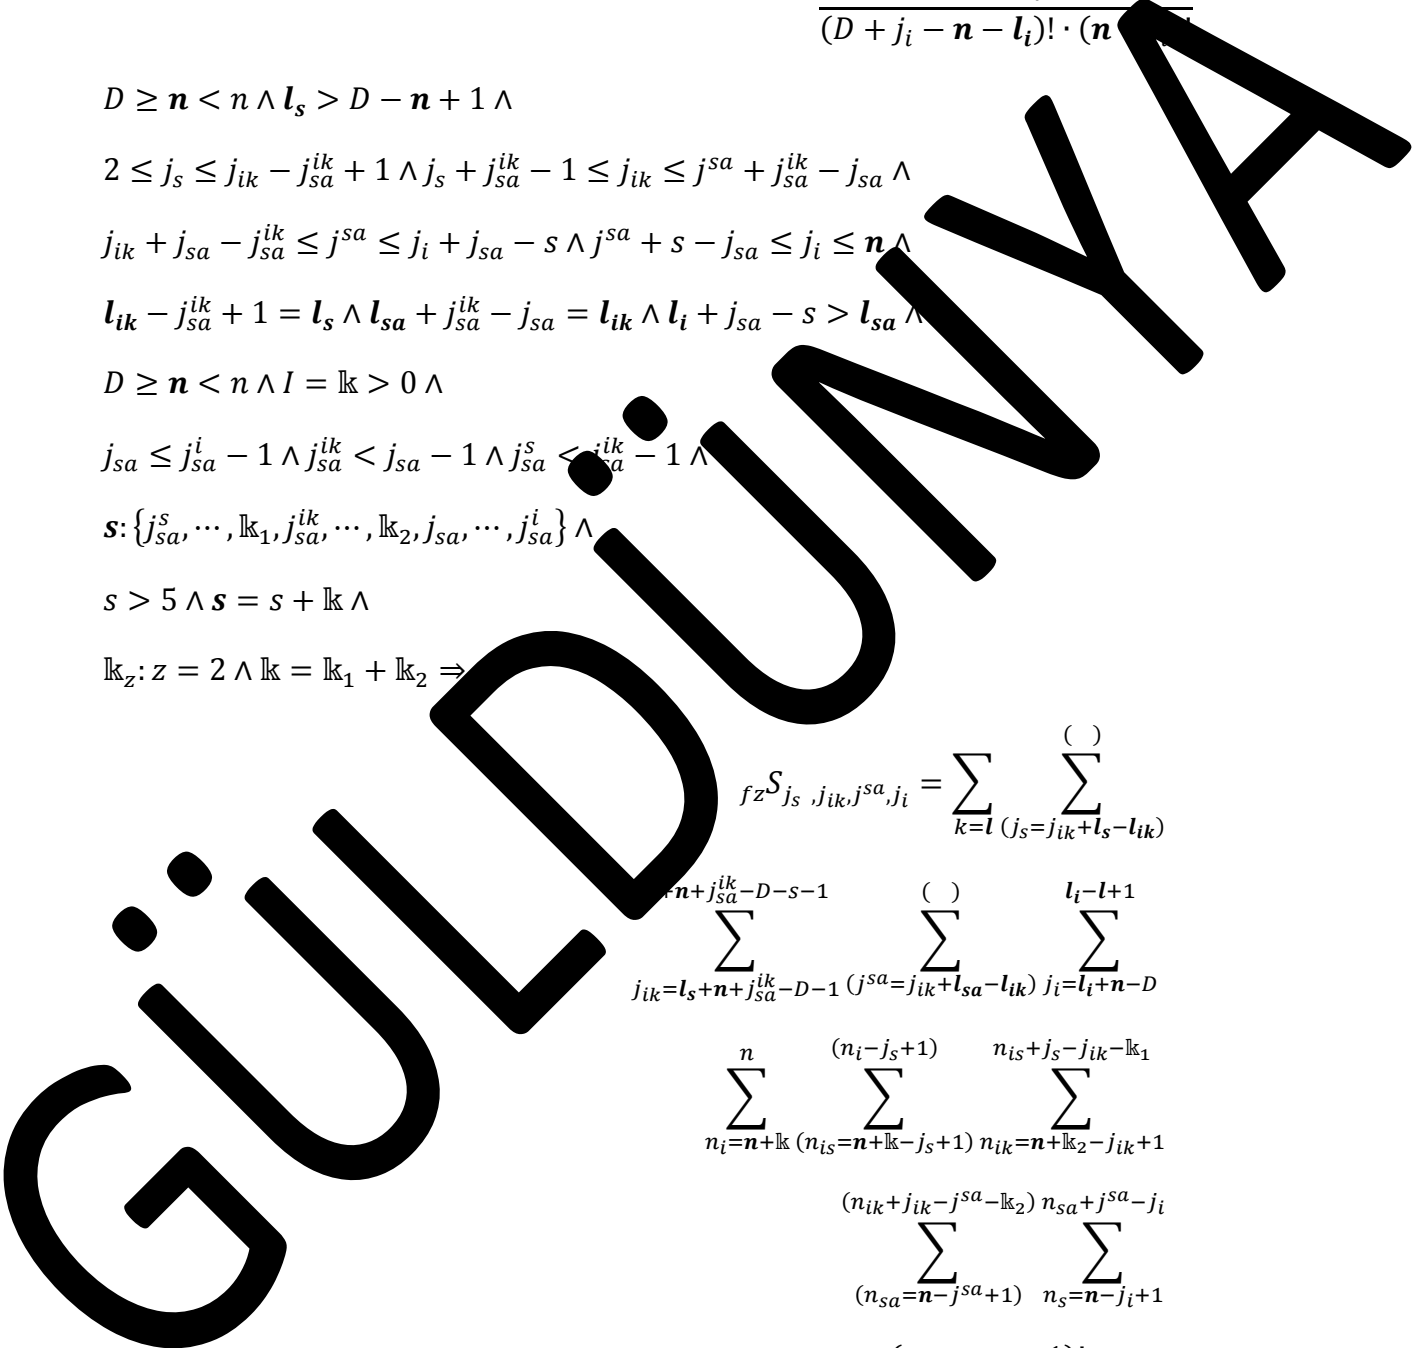 (D + j_i − n − l_i)! · (n
D ≥ n < n ∧ l_s > D − n + 1 ∧
2 ≤ j_s ≤ j_ik − j_sa^ik + 1 ∧ j_s + j_sa^ik − 1 ≤ j_ik ≤ j^sa + j_sa^ik − j_sa ∧
j_ik + j_sa − j_sa^ik ≤ j^sa ≤ j_i + j_sa − s ∧ j^sa + s − j_sa ≤ j_i ≤ n ∧
l_ik − j_sa^ik + 1 = l_s ∧ l_sa + j_sa^ik − j_sa = l_ik ∧ l_i + j_sa − s > l_sa ∧
D ≥ n < n ∧ I = 𝕜 > 0 ∧
j_sa ≤ j_sa^i − 1 ∧ j_sa^ik < j_sa − 1 ∧ j_sa^s < j_sa^ik − 1 ∧
s: {j_sa^s, ⋯ , 𝕜_1, j_sa^ik, ⋯ , 𝕜_2, j_sa, ⋯ , j_sa^i} ∧
s > 5 ∧ s = s + 𝕜 ∧
𝕜_z: z = 2 ∧ 𝕜 = 𝕜_1 + 𝕜_2 ⇒
( )
fzS_{j_s ,j_ik,j^sa,j_i} = ∑ ∑
k=l (j_s=j_ik+l_s−l_ik)
+n+j_sa^ik−D−s−1 ( ) l_i−l+1
∑ ∑ ∑
j_ik=l_s+n+j_sa^ik−D−1 (j^sa=j_ik+l_sa−l_ik) j_i=l_i+n−D
n (n_i−j_s+1) n_is+j_s−j_ik−𝕜_1
∑ ∑ ∑
n_i=n+𝕜 (n_is=n+𝕜−j_s+1) n_ik=n+𝕜_2−j_ik+1
(n_ik+j_ik−j^sa−𝕜_2) n_sa+j^sa−j_i
∑ ∑
(n_sa=n−j^sa+1) n_s=n−j_i+1
GÜLDÜNYA